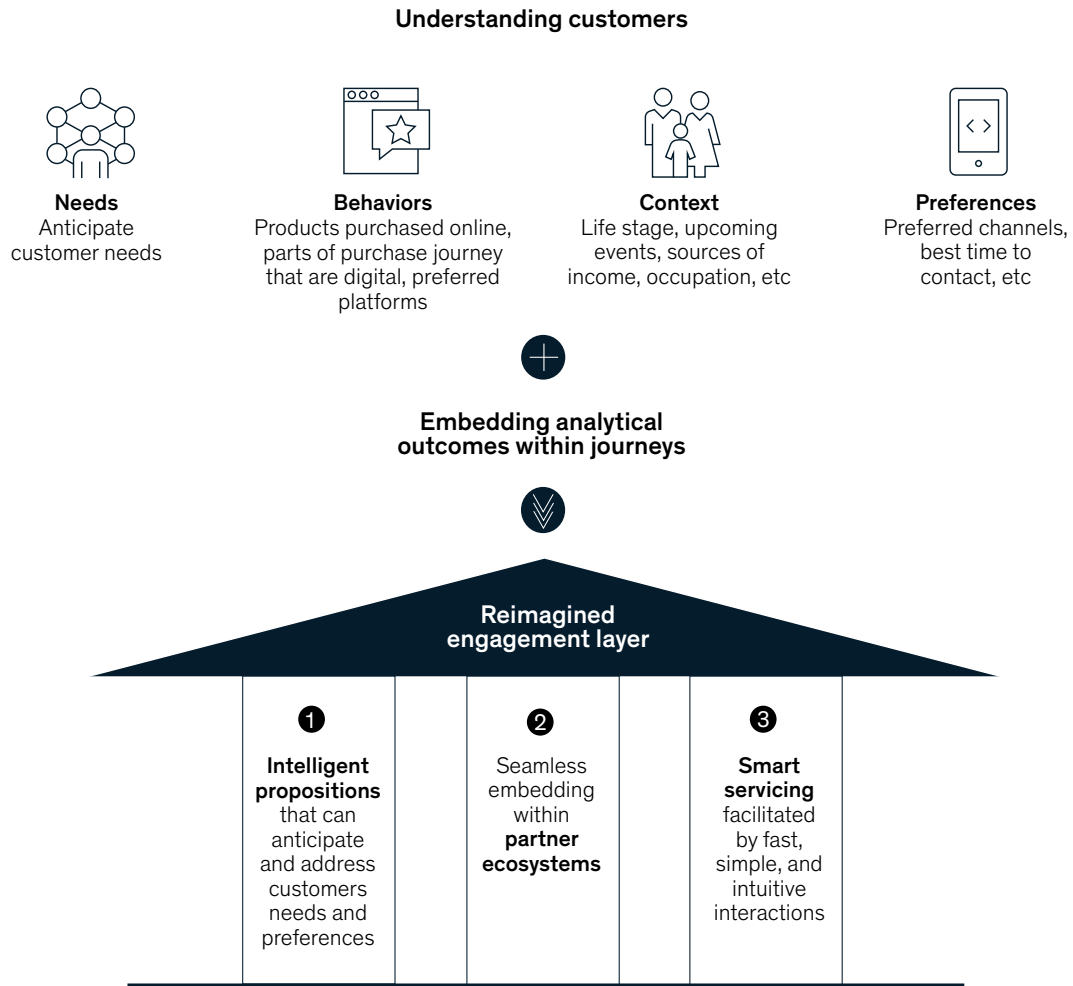 Understanding customers
Needs
Anticipate
customer needs
Behaviors
Products purchased online,
parts of purchase journey
that are digital, preferred
platforms
Context
Life stage, upcoming
events, sources of
income, occupation, etc
Preferences
Preferred channels,
best time to
contact, etc
Embedding analytical
outcomes within journeys
Reimagined
engagement layer
1
Intelligent
propositions
that can
anticipate
and address
customers
needs and
preferences
2
Seamless
embedding
within
partner
ecosystems
3
Smart
servicing
facilitated
by fast,
simple, and
intuitive
interactions